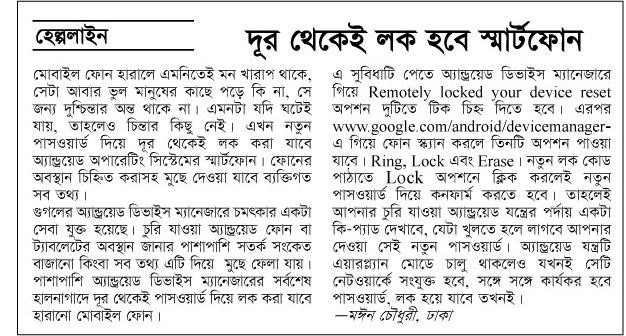 হেল্পলাইন
দূর থেকেই লক হবে স্মার্টফোন
মোবাইল ফোন হারালে এমনিতেই মন খারাপ থাকে,
সেটা আবার ভুল মানুষের কাছে পড়ে কি না, সে
জন্য দুশ্চিন্তার অন্ত থাকে না। এমনটা যদি ঘটেই
যায়, তাহলেও চিন্তার কিছু নেই। এখন নতুন
পাসওয়ার্ড দিয়ে দূর থেকেই লক করা যাবে
অ্যান্ড্রয়েড অপারেটিং সিস্টেমের স্মার্টফোন। ফোনের
অবস্থান চিহ্নিত করাসহ মুছে দেওয়া যাবে ব্যক্তিগত
সব তথ্য।
গুগলের অ্যান্ড্রয়েড ডিভাইস ম্যানেজারে চমৎকার একটা
সেবা যুক্ত হয়েছে। চুরি যাওয়া অ্যান্ড্রয়েড ফোন বা
ট্যাবলেটের অবস্থান জানার পাশাপাশি সতর্ক সংকেত
বাজানো কিংবা সব তথ্য এটি দিয়ে মুছে ফেলা যায়।
পাশাপাশি অ্যান্ড্রয়েড ডিভাইস ম্যানেজারের সর্বশেষ
হালনাগাদে দূর থেকেই পাসওয়ার্ড দিয়ে লক করা যাবে
হারানো মোবাইল ফোন।
এ সুবিধাটি পেতে অ্যান্ড্রয়েড ডিভাইস ম্যানেজারে
গিয়ে Remotely locked your device reset
অপশন দুটিতে টিক চিহ্ন দিতে হবে। এরপর
www.google.com/android/devicemanager-
এ গিয়ে ফোন স্ক্যান করলে তিনটি অপশন পাওয়া
যাবে। Ring, Lock এবং Erase। নতুন লক কোড
পাঠাতে Lock অপশনে ক্লিক করলেই নতুন
পাসওয়ার্ড দিয়ে কনফার্ম করতে হবে। তাহলেই
আপনার চুরি যাওয়া অ্যান্ড্রয়েড যন্ত্রের পর্দায় একটা
কি-প্যাড দেখাবে, যেটা খুলতে হলে লাগবে আপনার
দেওয়া সেই নতুন পাসওয়ার্ড। অ্যান্ড্রয়েড যন্ত্রটি
এয়ারপ্ল্যান মোডে চালু থাকলেও যখনই সেটি
নেটওয়ার্কে সংযুক্ত হবে, সঙ্গে সঙ্গে কার্যকর হবে
পাসওয়ার্ড, লক হয়ে যাবে তখনই।
—মঈন চৌধুরী, ঢাকা